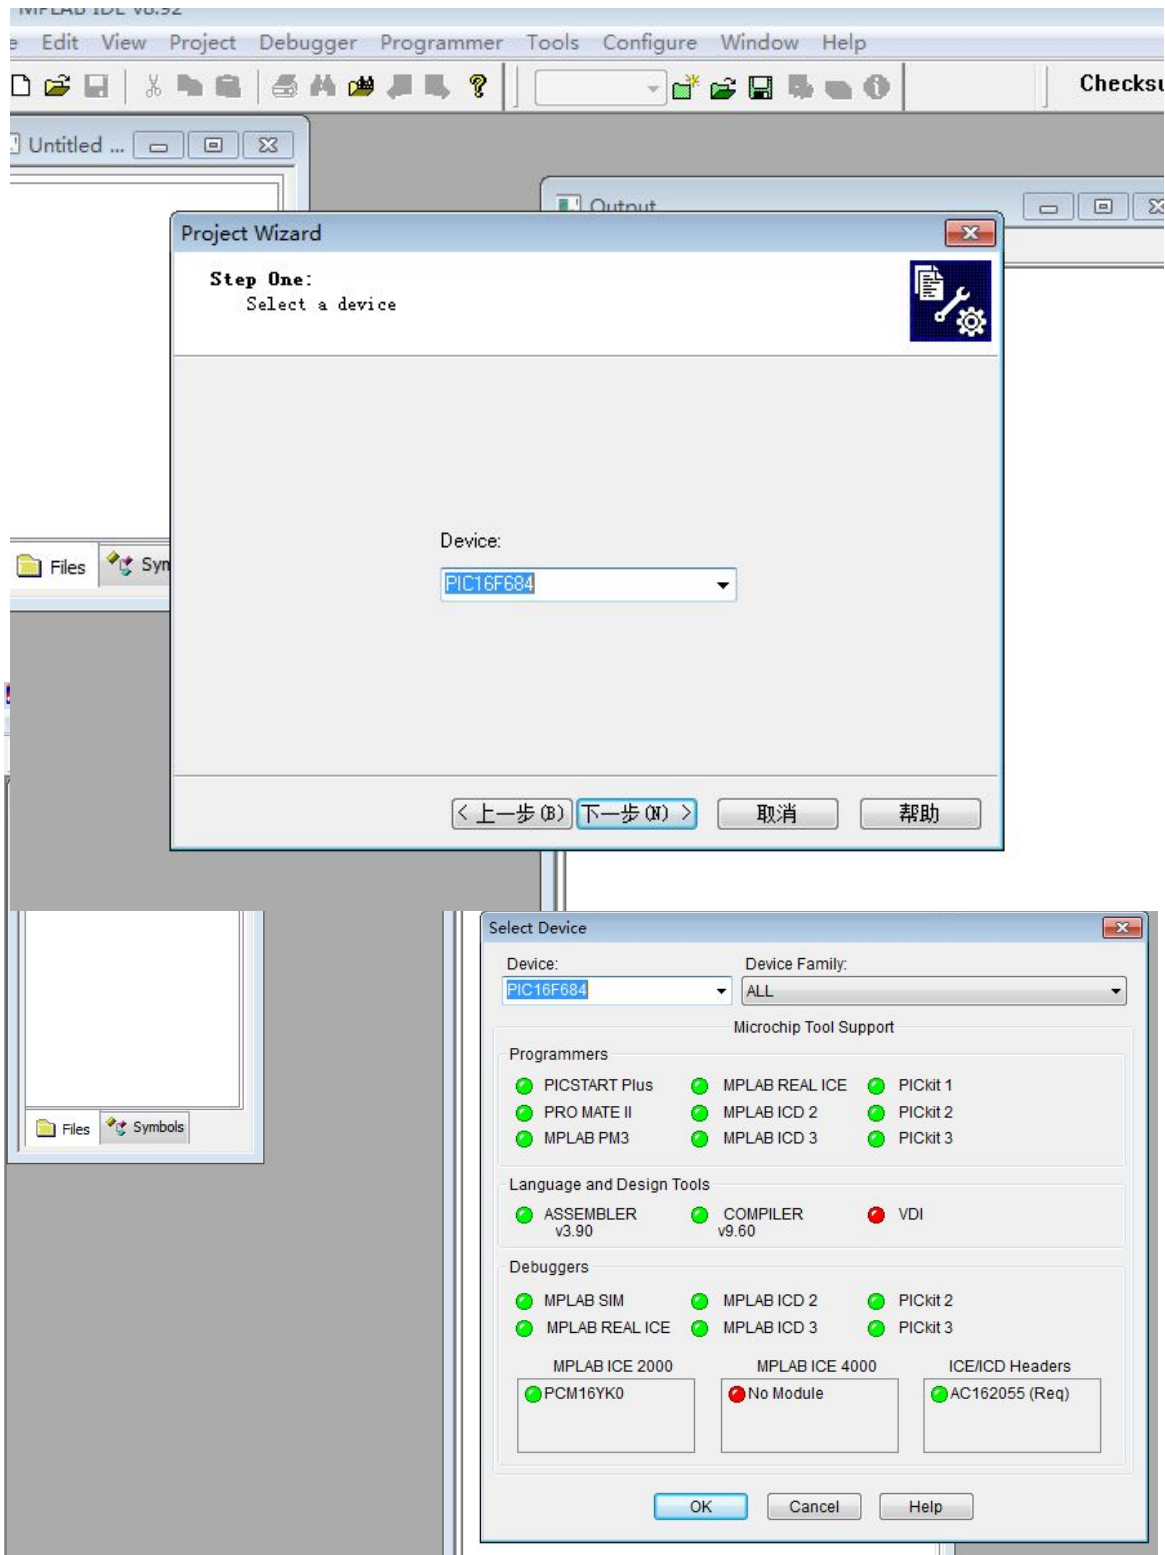 MPLAB IDE v8.92
Edit View Project Debugger Programmer Tools Configure Window Help
Checksu
Untitled ...
Output
Project Wizard
Step One:
Select a device
Device:
PIC16F684
Files
Sym
< 上一步(B) 下一步(N) > 取消 帮助
Select Device
Device: Device Family:
PIC16F684 ALL
Microchip Tool Support
Programmers
PICSTART Plus MPLAB REAL ICE PICkit 1
PRO MATE II MPLAB ICD 2 PICkit 2
MPLAB PM3 MPLAB ICD 3 PICkit 3
Files Symbols
Language and Design Tools
ASSEMBLER COMPILER VDI
v3.90 v9.60
Debuggers
MPLAB SIM MPLAB ICD 2 PICkit 2
MPLAB REAL ICE MPLAB ICD 3 PICkit 3
MPLAB ICE 2000 MPLAB ICE 4000 ICE/ICD Headers
PCM16YK0 No Module AC162055 (Req)
OK Cancel Help